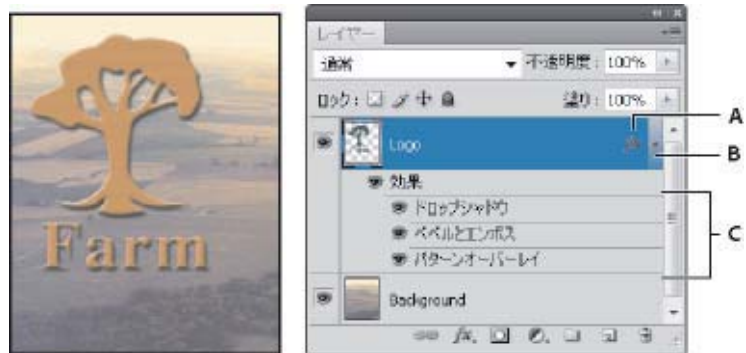 Farm
レイヤー
通常 不透明度: 100%
ロック: 塗り: 100%
Logo
効果
ドロップシャドウ
ベベルとエンボス
パターンオーバーレイ
Background
fx.
A
B
C